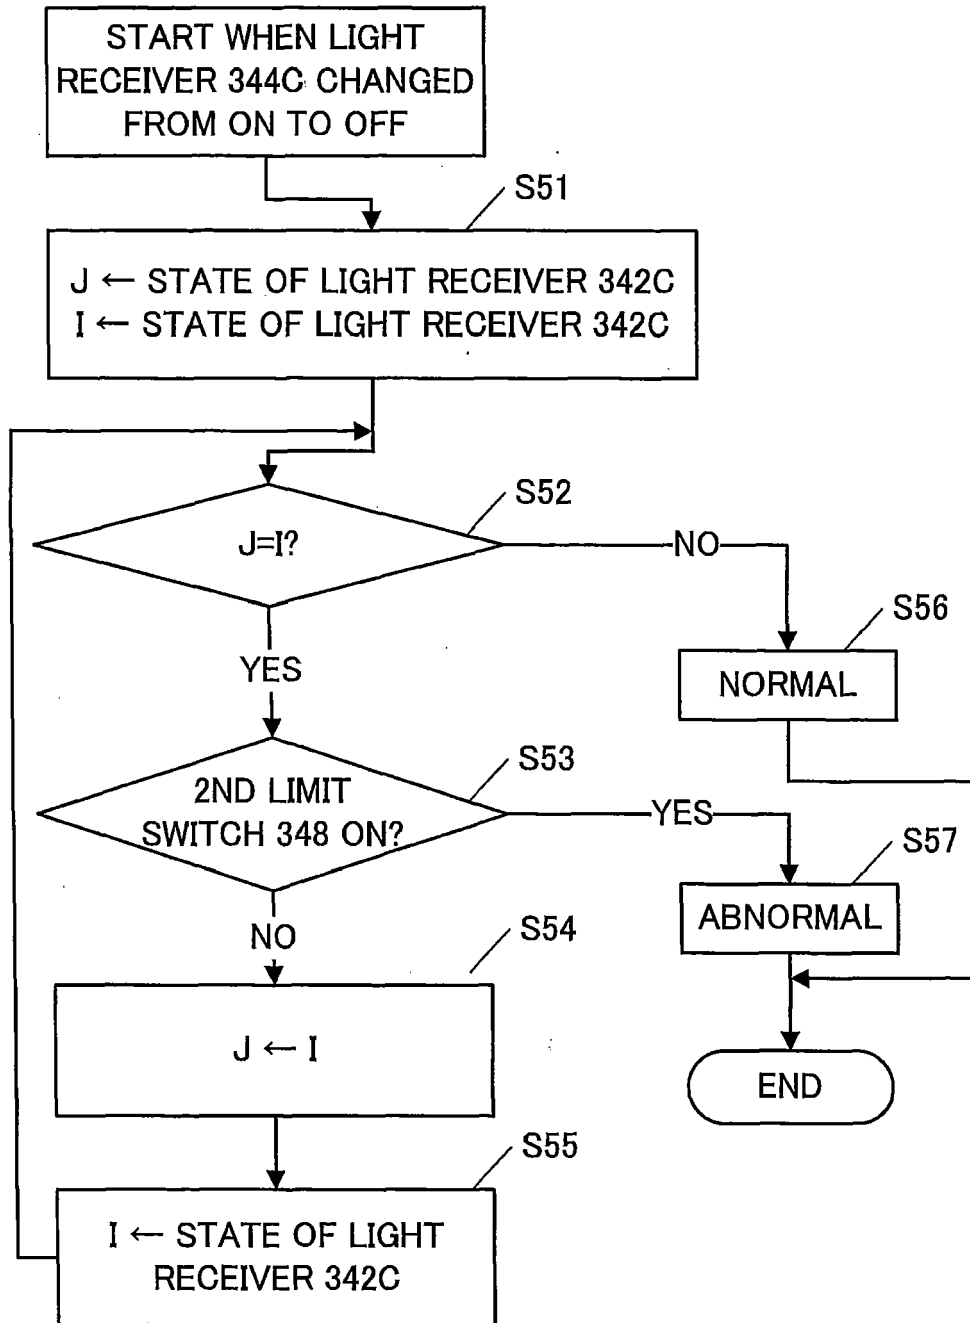 START WHEN LIGHT
RECEIVER 344C CHANGED
FROM ON TO OFF
S51
J ← STATE OF LIGHT RECEIVER 342C
I ← STATE OF LIGHT RECEIVER 342C
S52
J=I?
NO
YES
S56
NORMAL
S53
2ND LIMIT
SWITCH 348 ON?
YES
NO
S57
ABNORMAL
S54
J ← I
END
S55
I ← STATE OF LIGHT
RECEIVER 342C